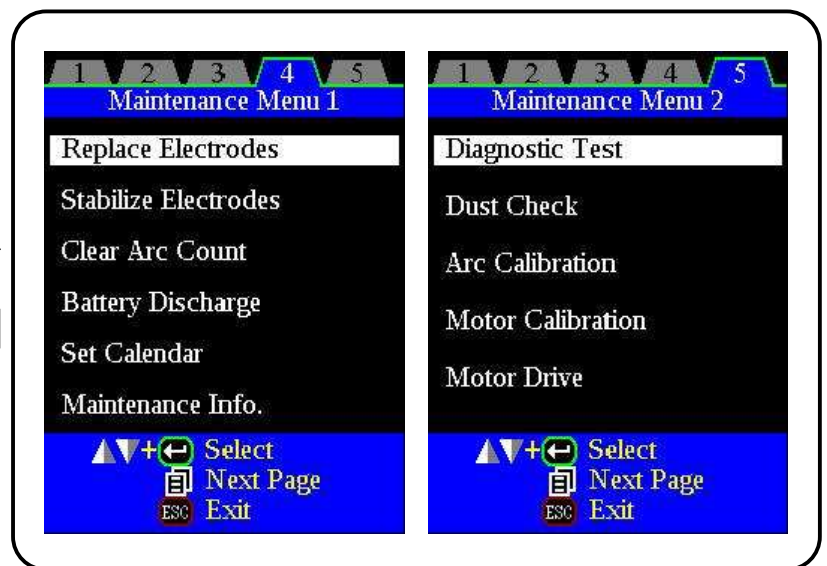 1 2 3 4 5
Maintenance Menu 1
Replace Electrodes
Stabilize Electrodes
Clear Arc Count
Battery Discharge
Set Calendar
Maintenance Info.
+ Select
Next Page
ESC Exit
1 2 3 4 5
Maintenance Menu 2
Diagnostic Test
Dust Check
Arc Calibration
Motor Calibration
Motor Drive
+ Select
Next Page
ESC Exit